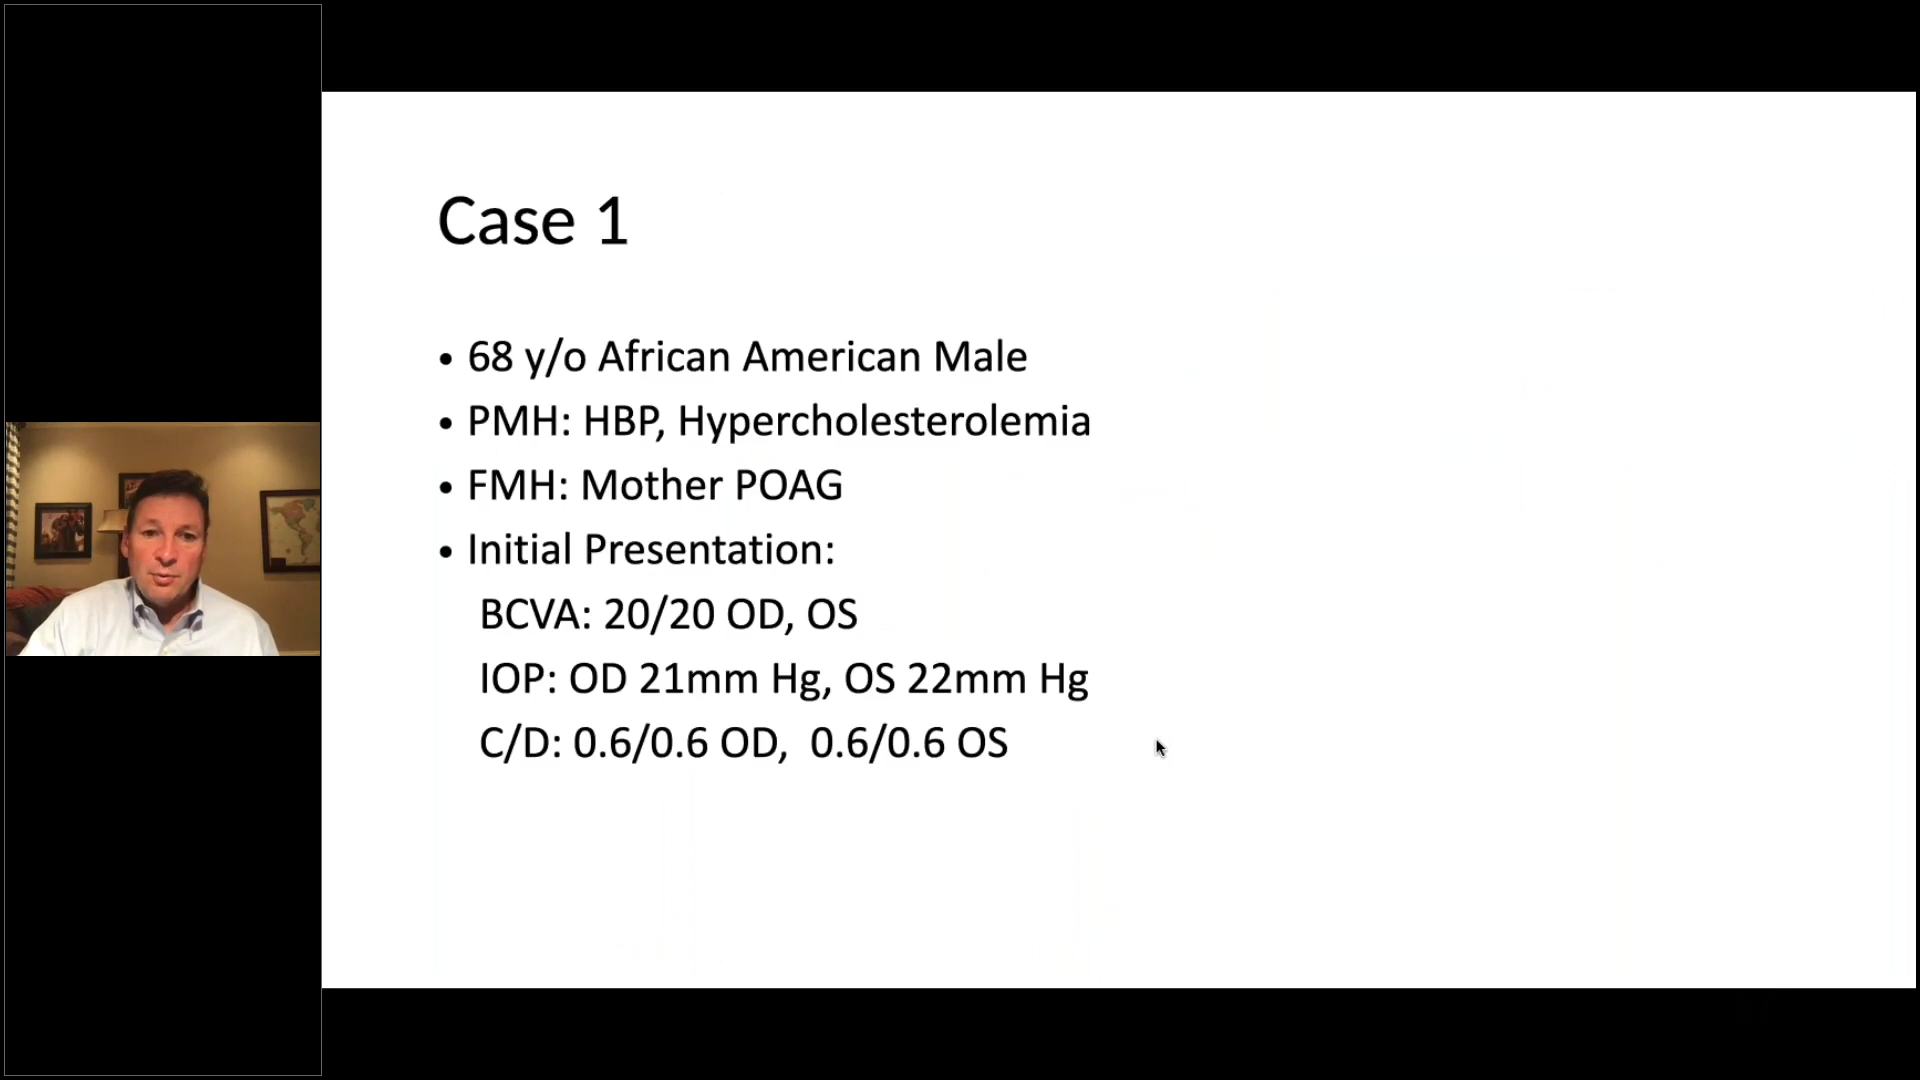 Case 1
• 68 y/o African American Male
• PMH: HBP, Hypercholesterolemia
• FMH: Mother POAG
• Initial Presentation:
BCVA: 20/20 OD, OS
IOP: OD 21mm Hg, OS 22mm Hg
C/D: 0.6/0.6 OD,  0.6/0.6 OS